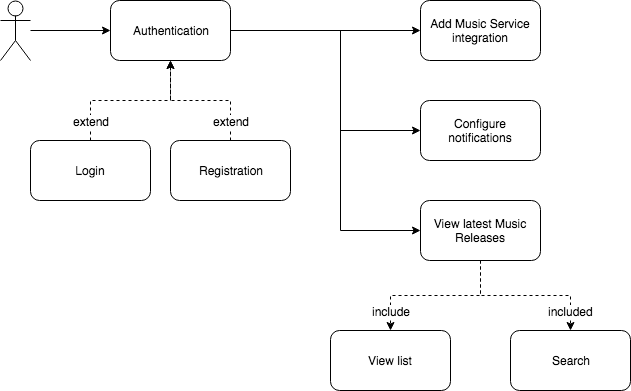 Authentication
Add Music Service
integration
extend
extend
Configure
notifications
Login
Registration
View latest Music
Releases
include
included
View list
Search